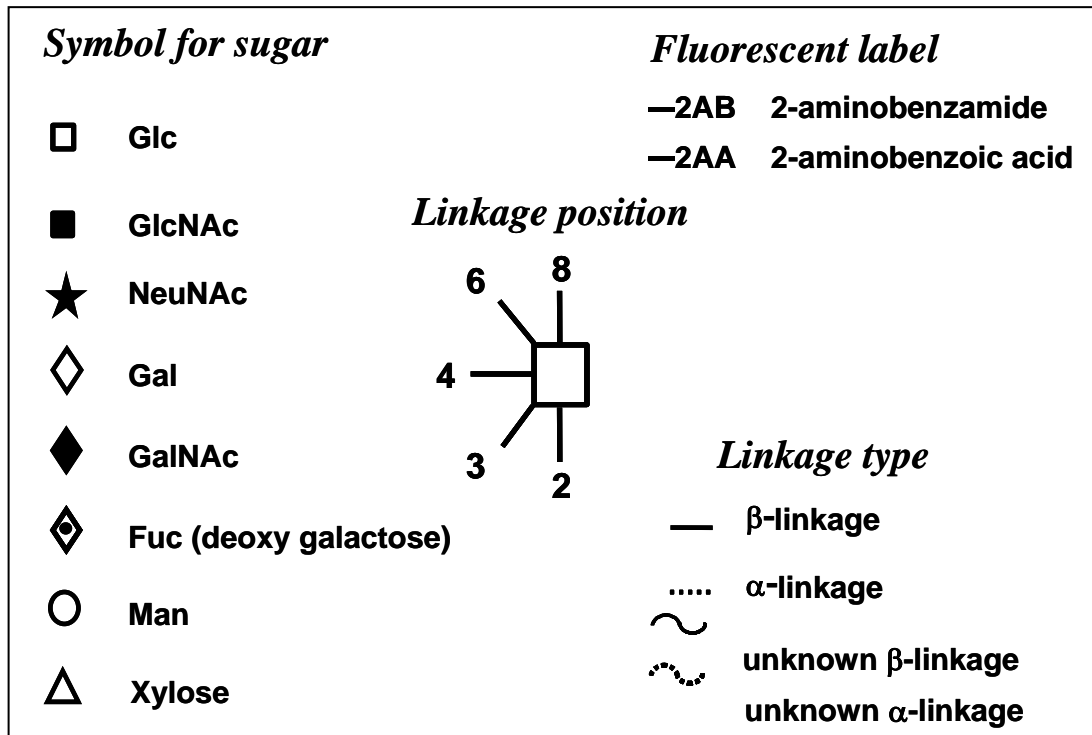 Symbol for sugar
Glc
GlcNAc
NeuNAc
Gal
GalNAc
Fuc (deoxy galactose)
Man
Xylose
Fluorescent label
—2AB 2-aminobenzamide
—2AA 2-aminobenzoic acid
Linkage position
6
8
4
3
2
Linkage type
β-linkage
α-linkage
unknown β-linkage
unknown α-linkage